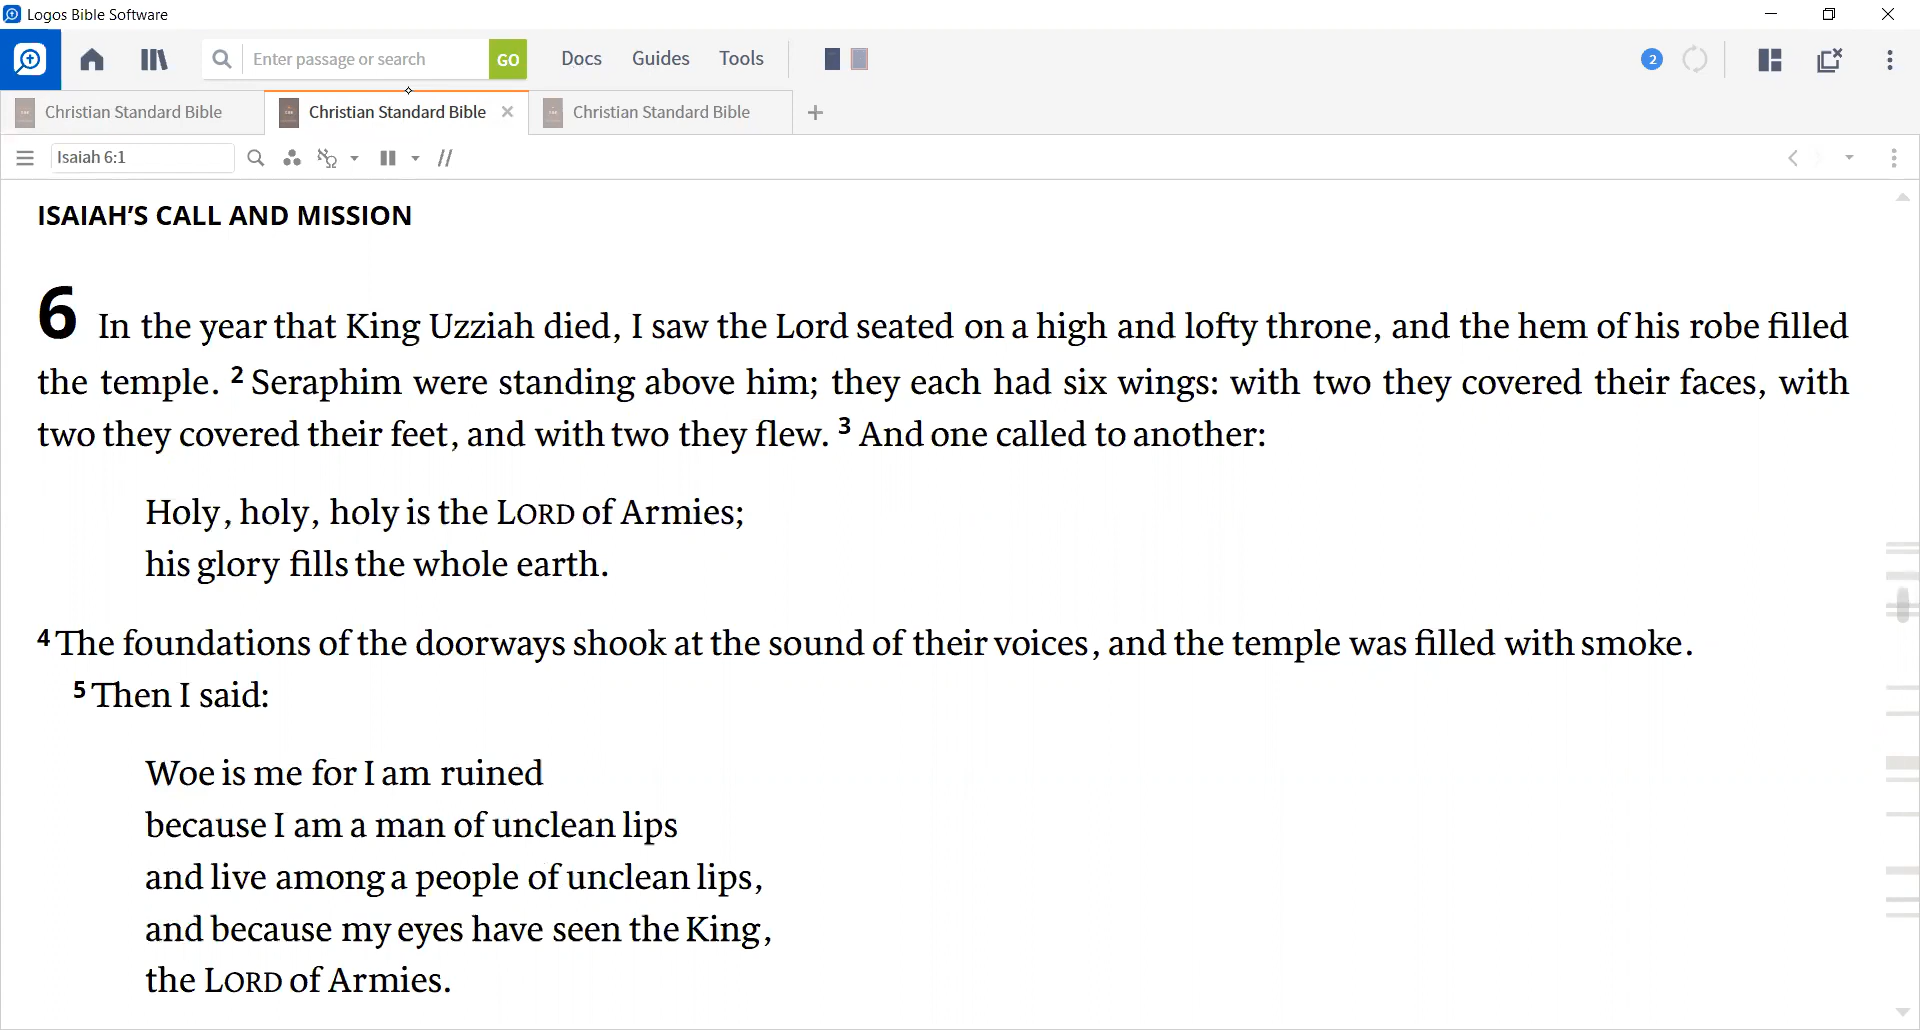 Logos Bible Software
Enter passage or search GO Docs Guides Tools 2
Christian Standard Bible Christian Standard Bible Christian Standard Bible
Isaiah 6:1
ISAIAH’S CALL AND MISSION
6 In the year that King Uzziah died, I saw the Lord seated on a high and lofty throne, and the hem of his robe filled
the temple. 2 Seraphim were standing above him; they each had six wings: with two they covered their faces, with
two they covered their feet, and with two they flew. 3 And one called to another:
Holy, holy, holy is the LORD of Armies;
his glory fills the whole earth.
4 The foundations of the doorways shook at the sound of their voices, and the temple was filled with smoke.
5 Then I said:
Woe is me for I am ruined
because I am a man of unclean lips
and live among a people of unclean lips,
and because my eyes have seen the King,
the LORD of Armies.